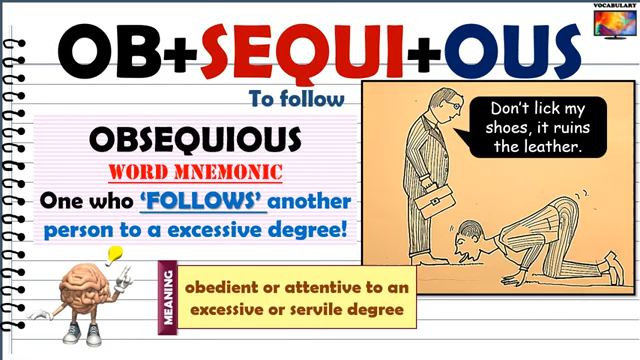 VOCABULARY
OB+SEQUI+OUS
To follow
OBSEQUIOUS
WORD MNEMONIC
One who ‘FOLLOWS’ another
person to a excessive degree!
Don't lick my
shoes, it ruins
the leather.
MEANING
obedient or attentive to an
excessive or servile degree